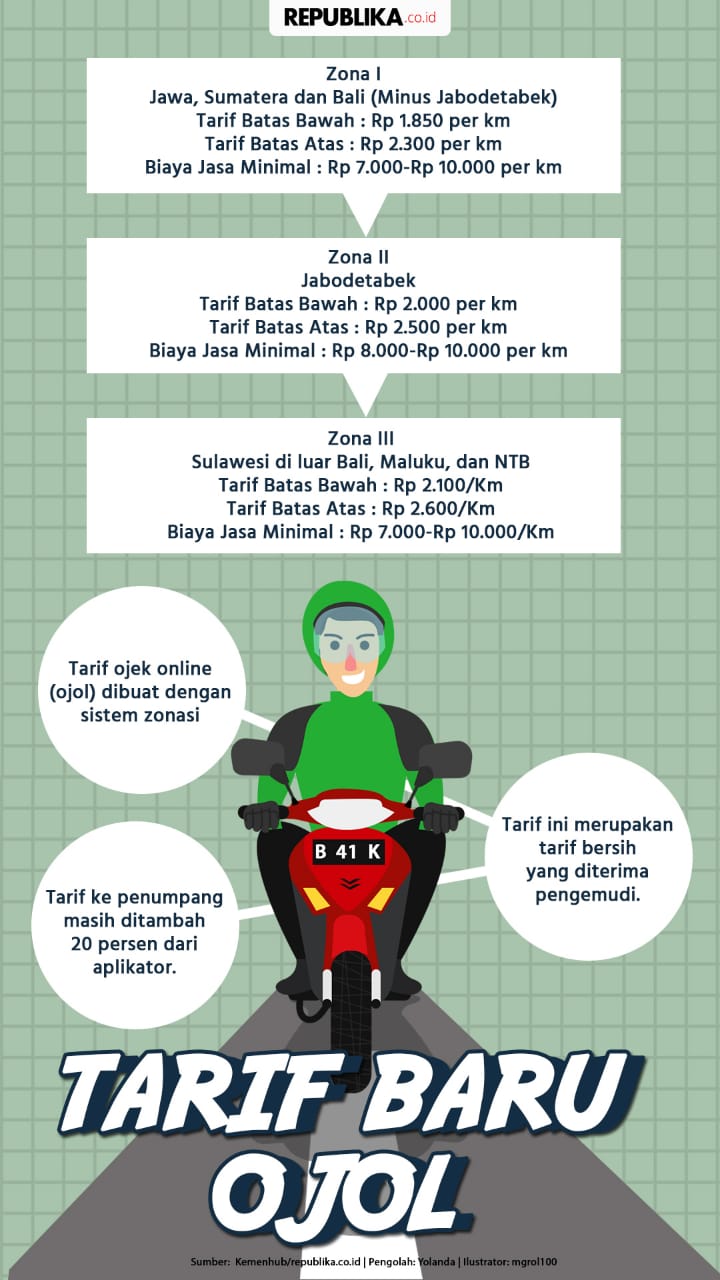 REPUBLIKA.co.id
Zona I
Jawa, Sumatera dan Bali (Minus Jabodetabek)
Tarif Batas Bawah : Rp 1.850 per km
Tarif Batas Atas : Rp 2.300 per km
Biaya Jasa Minimal : Rp 7.000-Rp 10.000 per km
Zona II
Jabodetabek
Tarif Batas Bawah : Rp 2.000 per km
Tarif Batas Atas : Rp 2.500 per km
Biaya Jasa Minimal : Rp 8.000-Rp 10.000 per km
Zona III
Sulawesi di luar Bali, Maluku, dan NTB
Tarif Batas Bawah : Rp 2.100/Km
Tarif Batas Atas : Rp 2.600/Km
Biaya Jasa Minimal : Rp 7.000-Rp 10.000/Km
Tarif ojek online
(ojol) dibuat dengan
sistem zonasi
Tarif ini merupakan
tarif bersih
yang diterima
pengemudi.
B 41 K
Tarif ke penumpang
masih ditambah
20 persen dari
aplikator.
TARIF BARU
OJOL
Sumber: Kemenhub/republika.co.id | Pengolah: Yolanda | Ilustrator: mgrol100